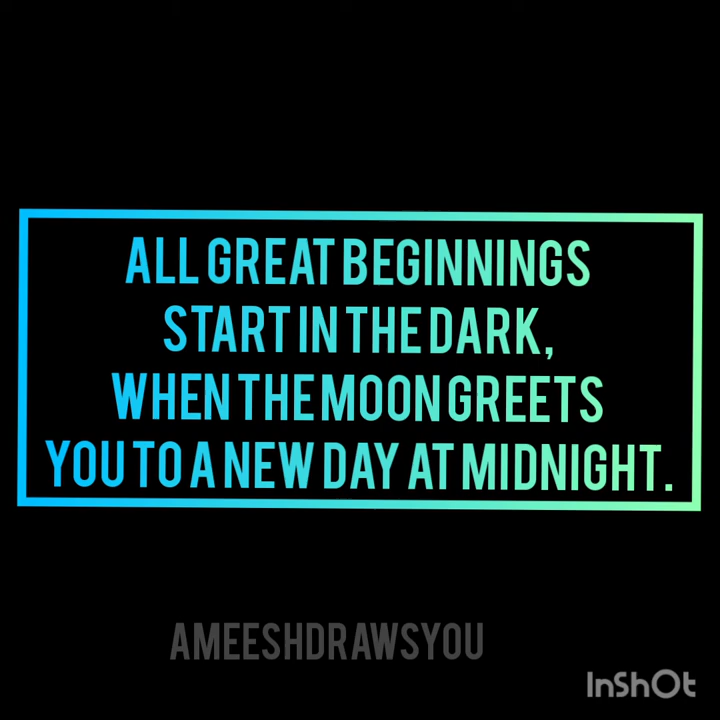 ALL GREAT BEGINNINGS
START IN THE DARK,
WHEN THE MOON GREETS
YOU TO A NEW DAY AT MIDNIGHT.
AMEESHDRAWSYOU
InShOt